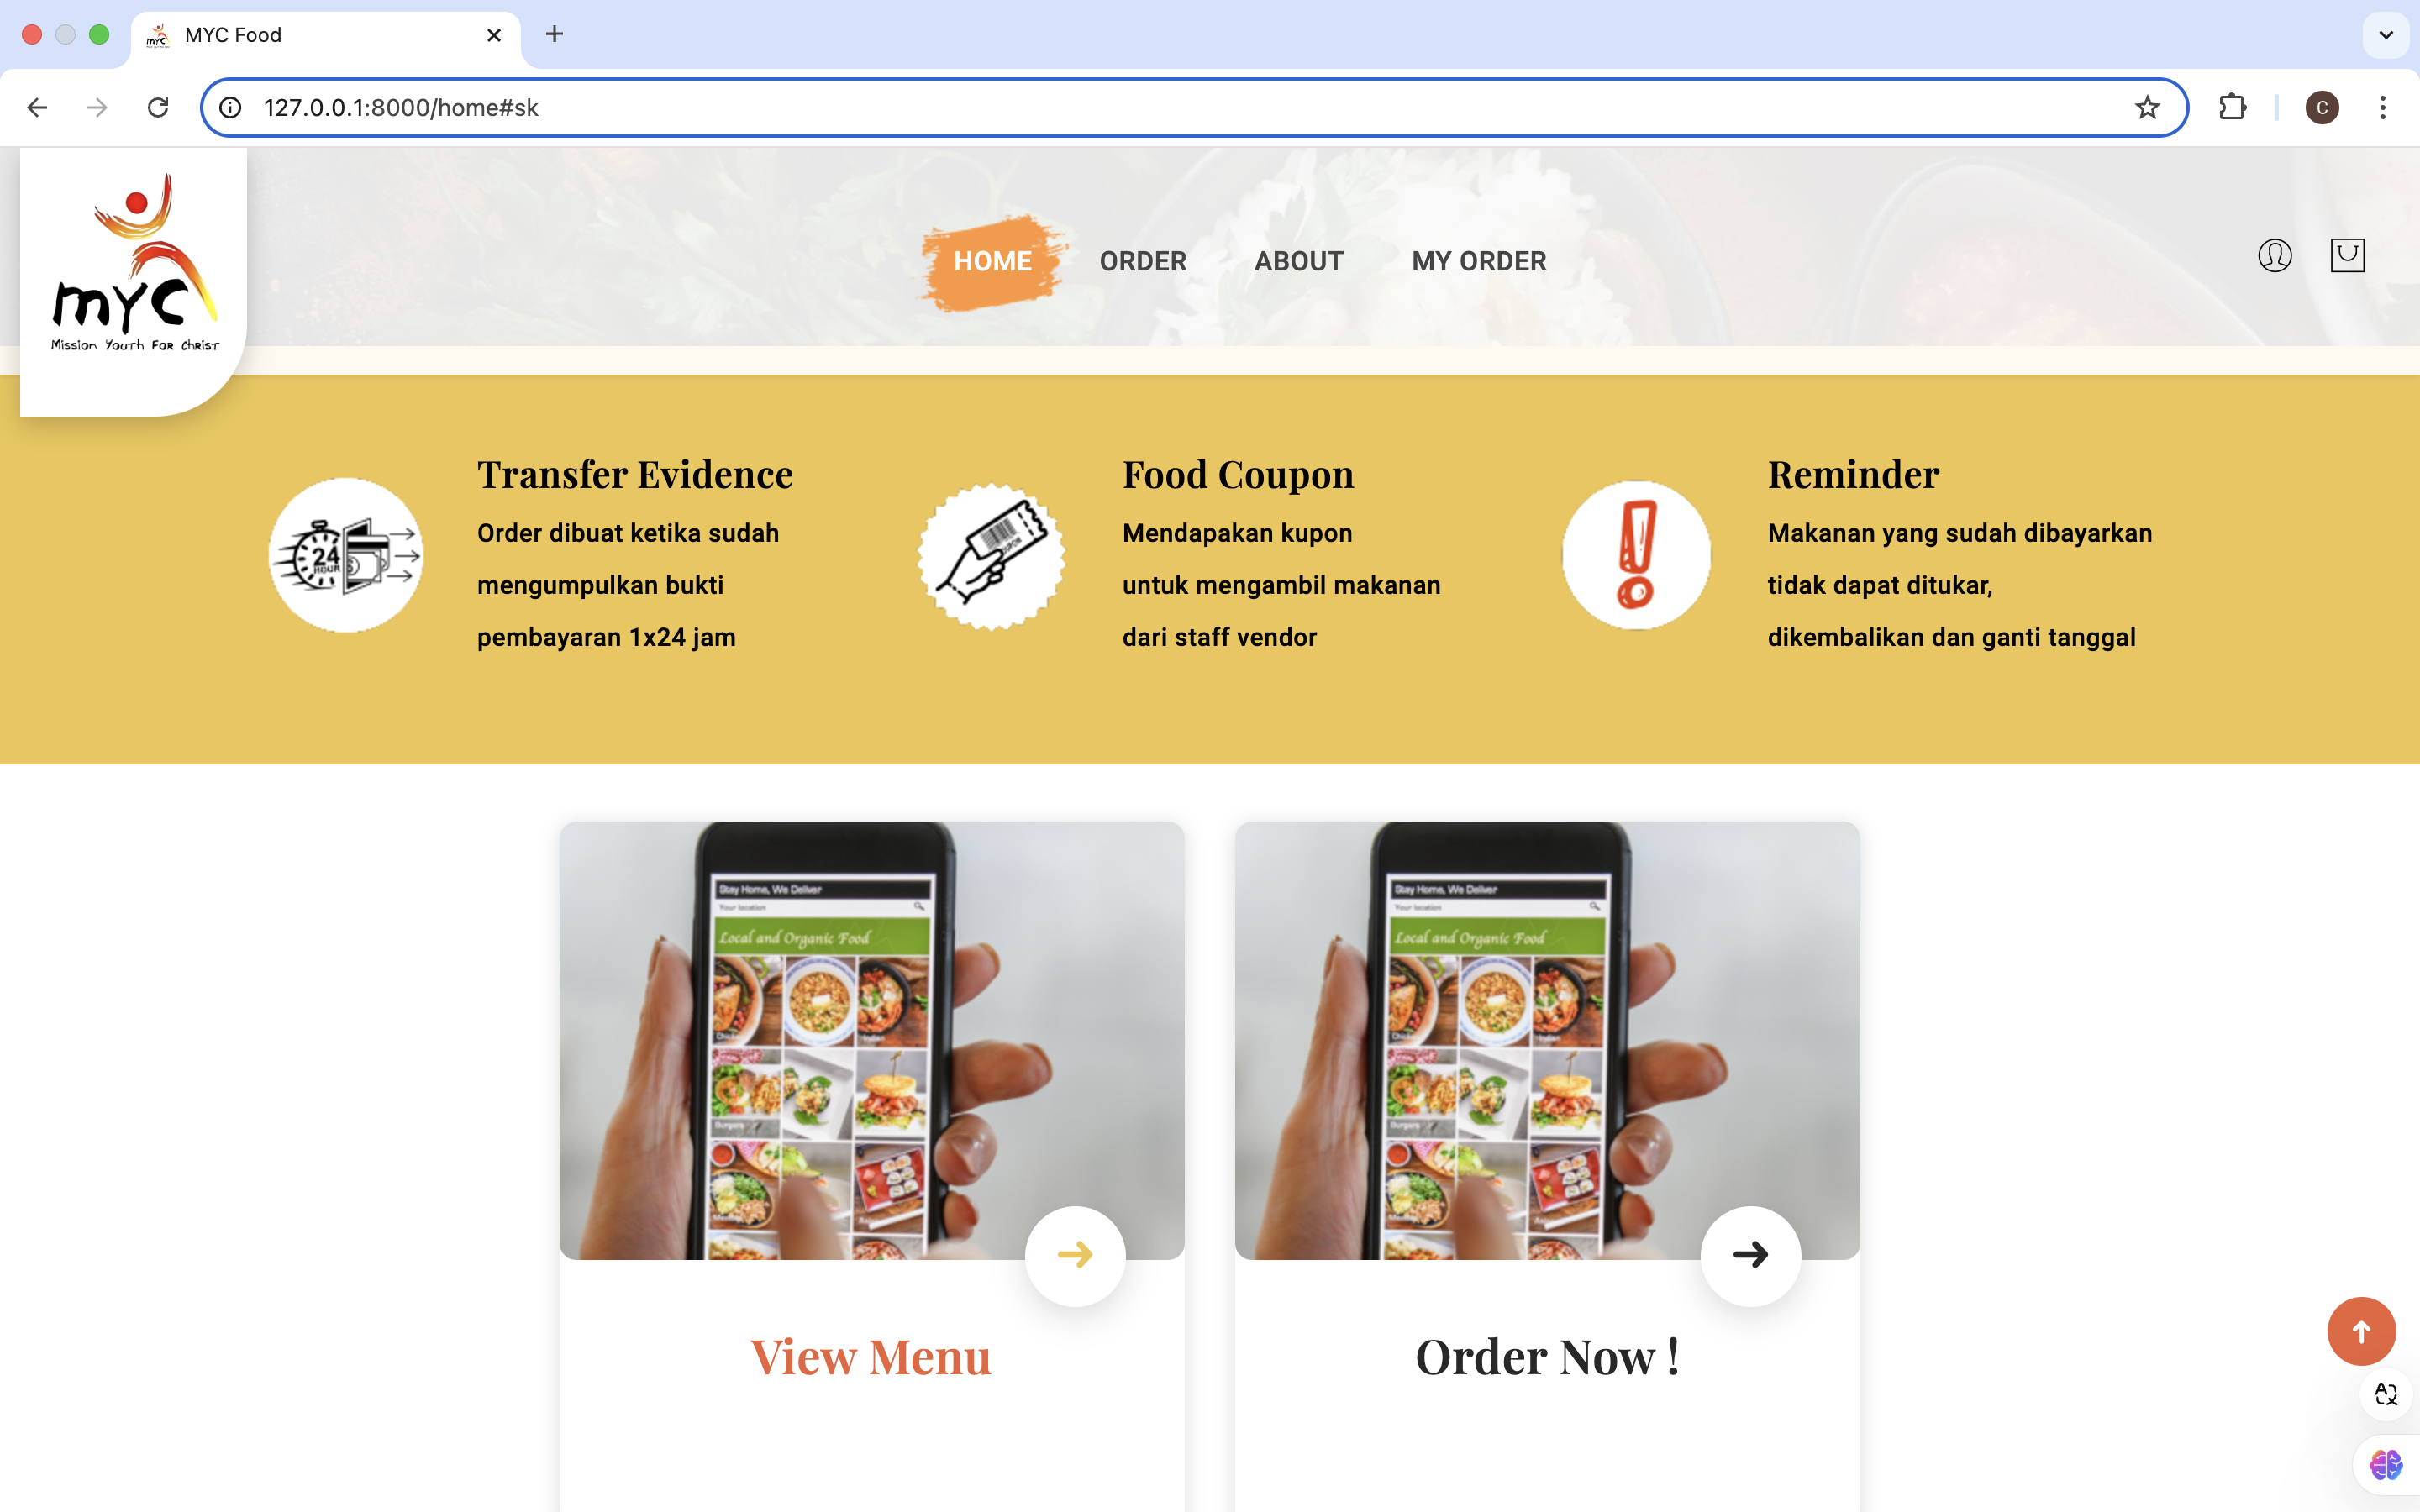 MYC Food
127.0.0.1:8000/home#sk
C
myc
Mission Youth For Christ
HOME
ORDER
ABOUT
MY ORDER
Transfer Evidence
Order dibuat ketika sudah
mengumpulkan bukti
pembayaran 1x24 jam
24
HOUR
Food Coupon
Mendapakan kupon
untuk mengambil makanan
dari staff vendor
Reminder
Makanan yang sudah dibayarkan
tidak dapat ditukar,
dikembalikan dan ganti tanggal
Stay Home, We Deliver
Your location
Local and Organic Food
Burgers
View Menu
Stay Home, We Deliver
Your location
Local and Organic Food
Burgers
Order Now !